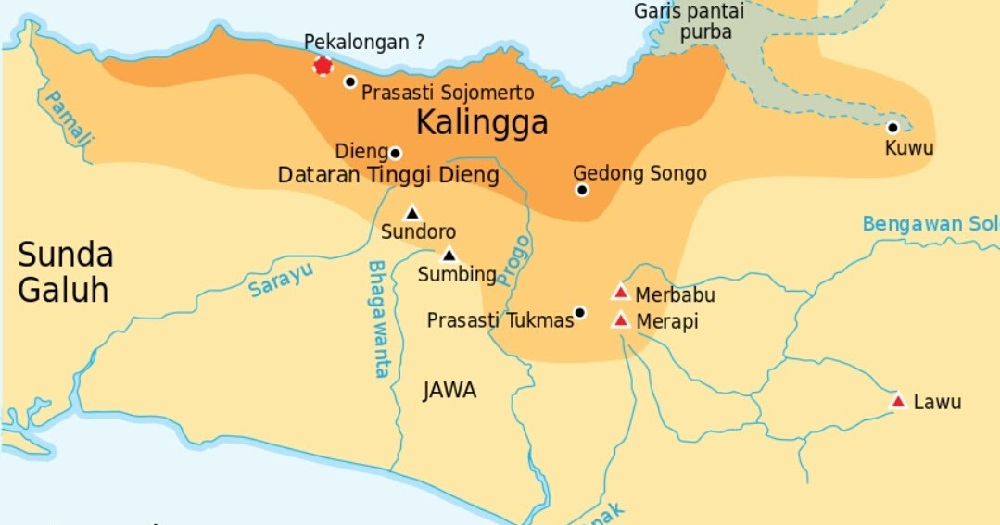 Garis pantai
purba
Pekalongan ?
Prasasti Sojomerto
Kalingga
Pamali
Dieng
Dataran Tinggi Dieng
Gedong Songo
Kuwu
Sundoro
Bengawan Sol
Sunda
Galuh
Sarayu
Bhagawanta
Sumbing
Progo
Prasasti Tukmas
Merbabu
Merapi
JAWA
Lawu